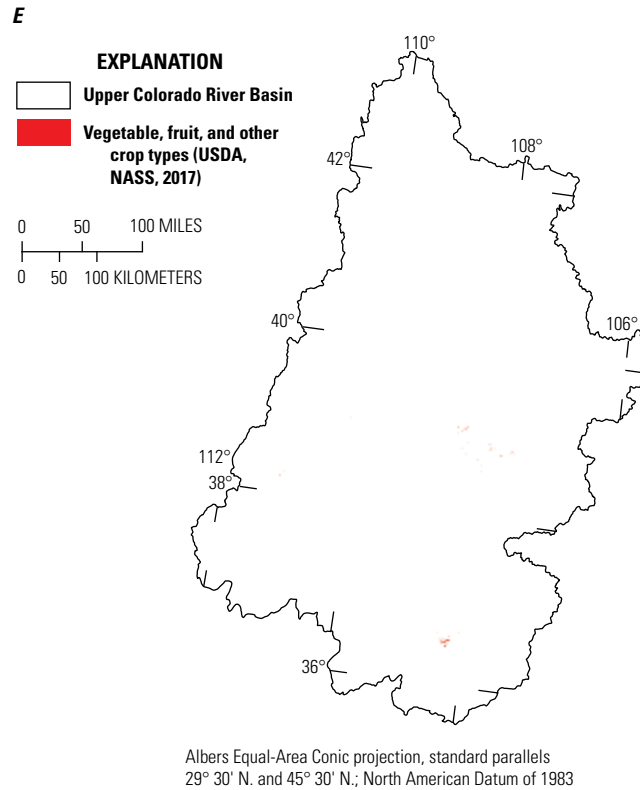 E
EXPLANATION
Upper Colorado River Basin
Vegetable, fruit, and other
crop types (USDA,
NASS, 2017)
0 50 100 MILES
0 50 100 KILOMETERS
110°
42°
108°
40°
106°
112°
38°
36°
Albers Equal-Area Conic projection, standard parallels
29° 30' N. and 45° 30' N.; North American Datum of 1983